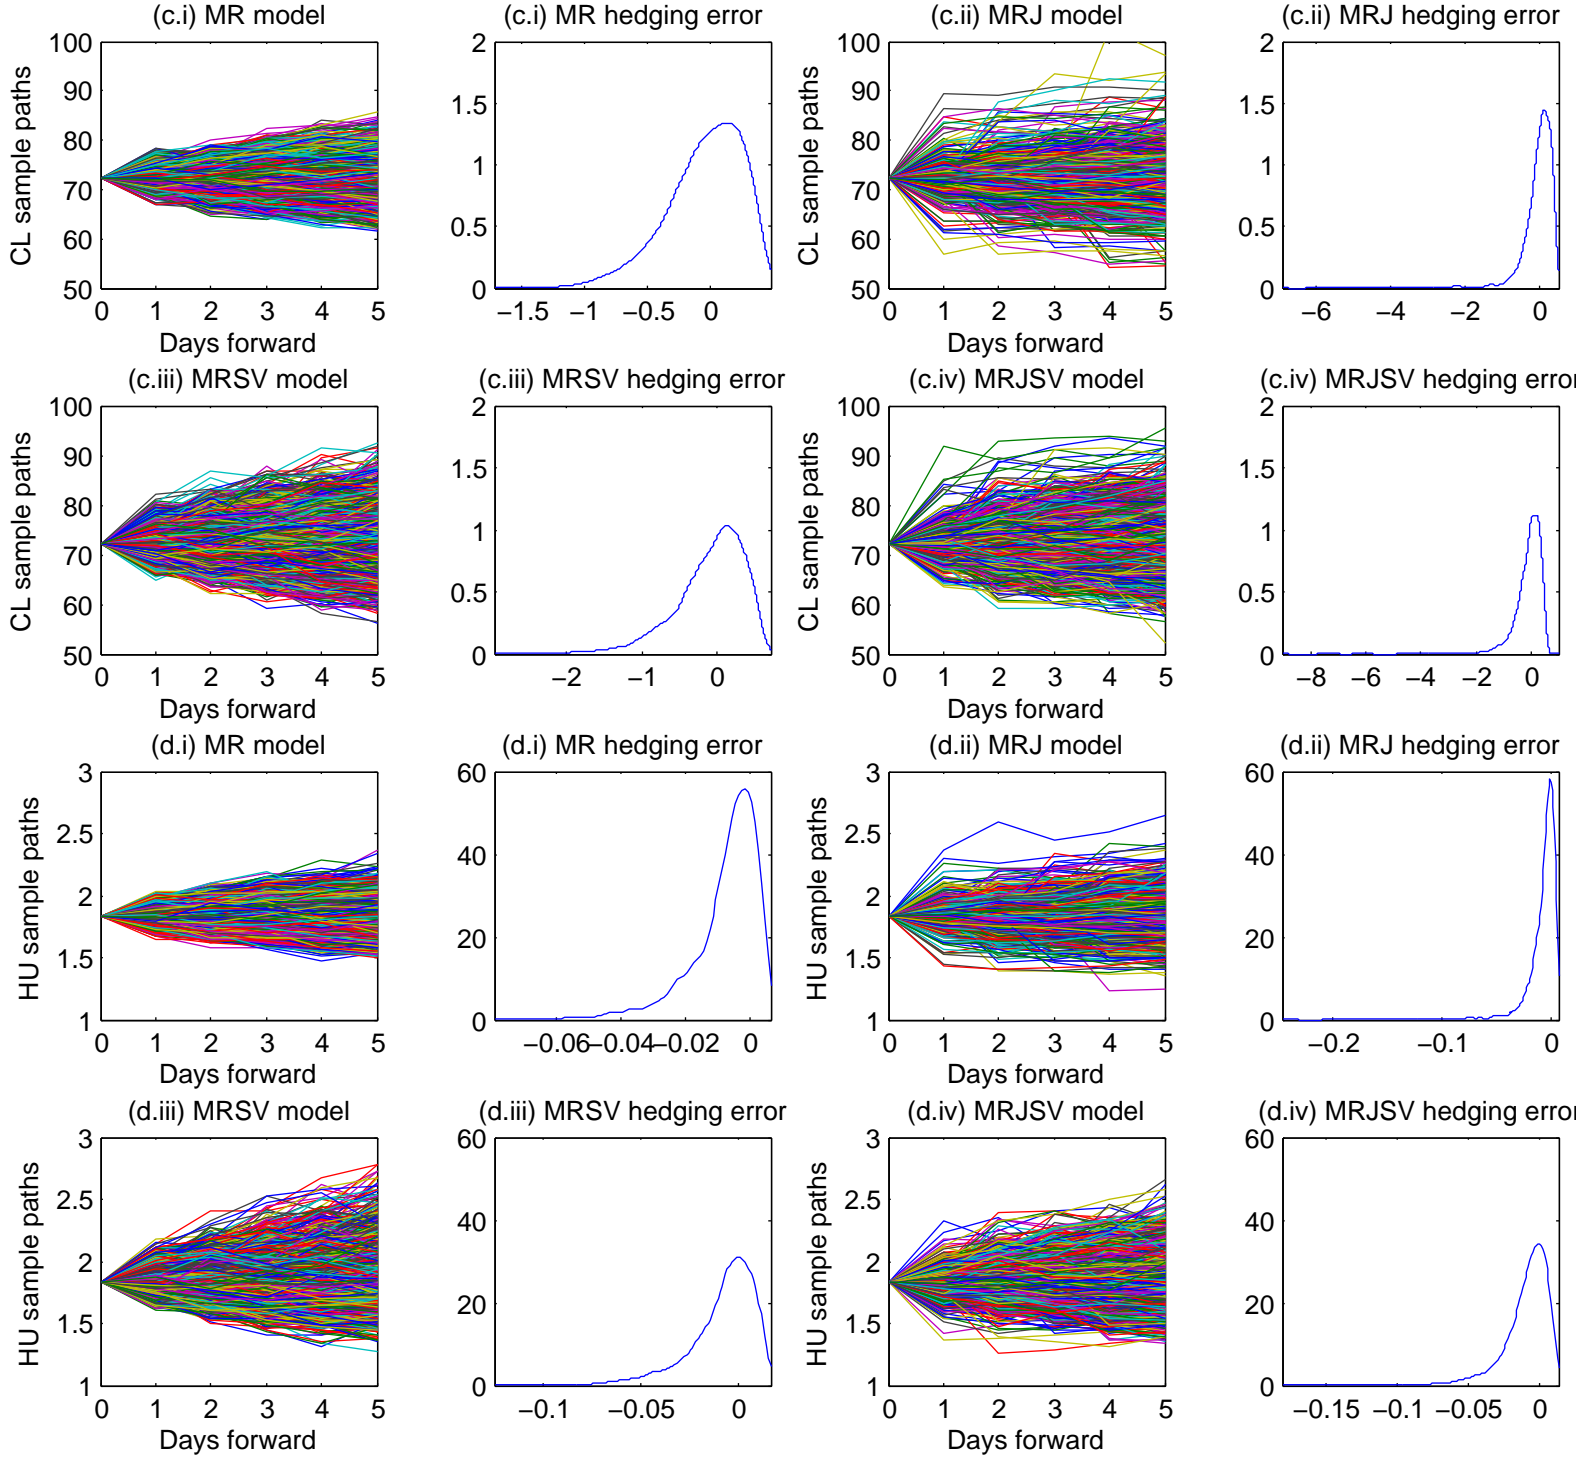 (c.i) MR model
(c.i) MR hedging error
(c.ii) MRJ model
(c.ii) MRJ hedging error
CL sample paths
100
90
80
70
60
50
0 1 2 3 4 5
Days forward
2
1.5
1
0.5
0
−1.5 −1 −0.5 0
CL sample paths
100
90
80
70
60
50
0 1 2 3 4 5
Days forward
2
1.5
1
0.5
0
−6 −4 −2 0
(c.iii) MRSV model
(c.iii) MRSV hedging error
(c.iv) MRJSV model
(c.iv) MRJSV hedging error
CL sample paths
100
90
80
70
60
50
0 1 2 3 4 5
Days forward
2
1.5
1
0.5
0
−2 −1 0
CL sample paths
100
90
80
70
60
50
0 1 2 3 4 5
Days forward
2
1.5
1
0.5
0
−8 −6 −4 −2 0
(d.i) MR model
(d.i) MR hedging error
(d.ii) MRJ model
(d.ii) MRJ hedging error
HU sample paths
3
2.5
2
1.5
1
0 1 2 3 4 5
Days forward
60
40
20
0
−0.06 −0.04 −0.02 0
HU sample paths
3
2.5
2
1.5
1
0 1 2 3 4 5
Days forward
60
40
20
0
−0.2 −0.1 0
(d.iii) MRSV model
(d.iii) MRSV hedging error
(d.iv) MRJSV model
(d.iv) MRJSV hedging error
HU sample paths
3
2.5
2
1.5
1
0 1 2 3 4 5
Days forward
60
40
20
0
−0.1 −0.05 0
HU sample paths
3
2.5
2
1.5
1
0 1 2 3 4 5
Days forward
60
40
20
0
−0.15 −0.1 −0.05 0